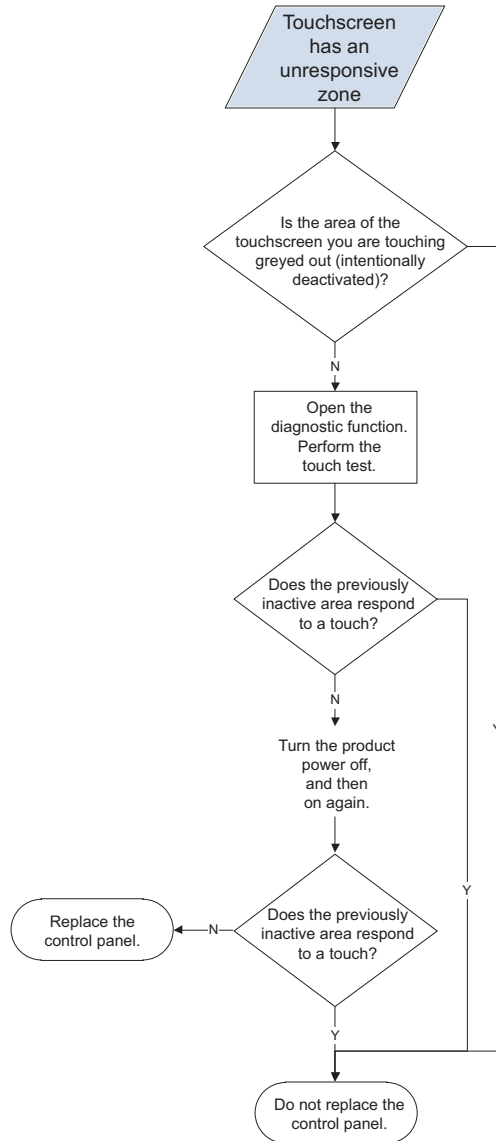 Touchscreen
has an
unresponsive
zone
Is the area of the
touchscreen you are touching
greyed out (intentionally
deactivated)?
N
Open the
diagnostic function.
Perform the
touch test.
Does the previously
inactive area respond
to a touch?
N
Y
Turn the product
power off,
and then
on again.
Y
Does the previously
inactive area respond
to a touch?
N
Replace the
control panel.
Y
Do not replace the
control panel.